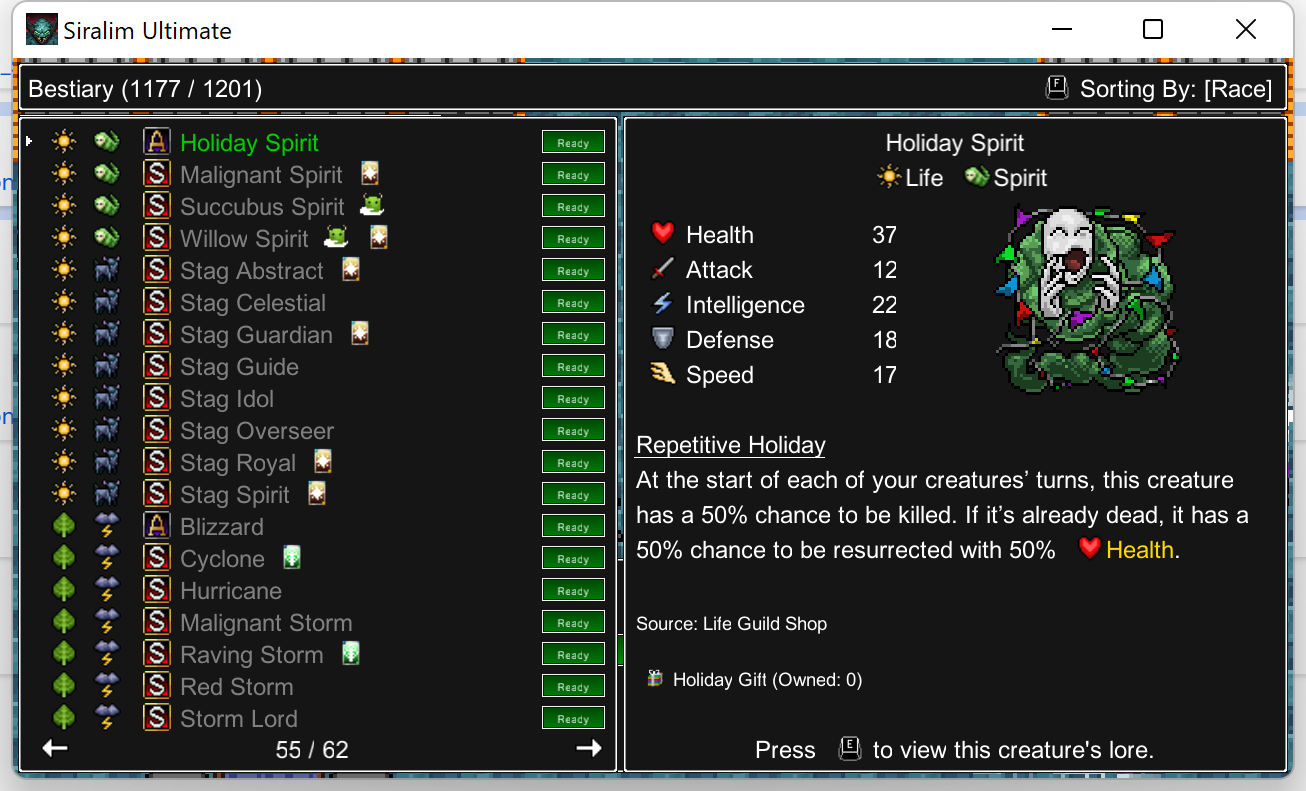 Siralim Ultimate
Bestiary (1177 / 1201)
F Sorting By: [Race]
A Holiday Spirit Ready
S Malignant Spirit Ready
S Succubus Spirit Ready
S Willow Spirit Ready
S Stag Abstract Ready
S Stag Celestial Ready
S Stag Guardian Ready
S Stag Guide Ready
S Stag Idol Ready
S Stag Overseer Ready
S Stag Royal Ready
S Stag Spirit Ready
A Blizzard Ready
S Cyclone Ready
S Hurricane Ready
S Malignant Storm Ready
S Raving Storm Ready
S Red Storm Ready
S Storm Lord Ready
55 / 62
Holiday Spirit
Life Spirit
Health 37
Attack 12
Intelligence 22
Defense 18
Speed 17
Repetitive Holiday
At the start of each of your creatures’ turns, this creature
has a 50% chance to be killed. If it’s already dead, it has a
50% chance to be resurrected with 50% Health.
Source: Life Guild Shop
Holiday Gift (Owned: 0)
Press E to view this creature's lore.